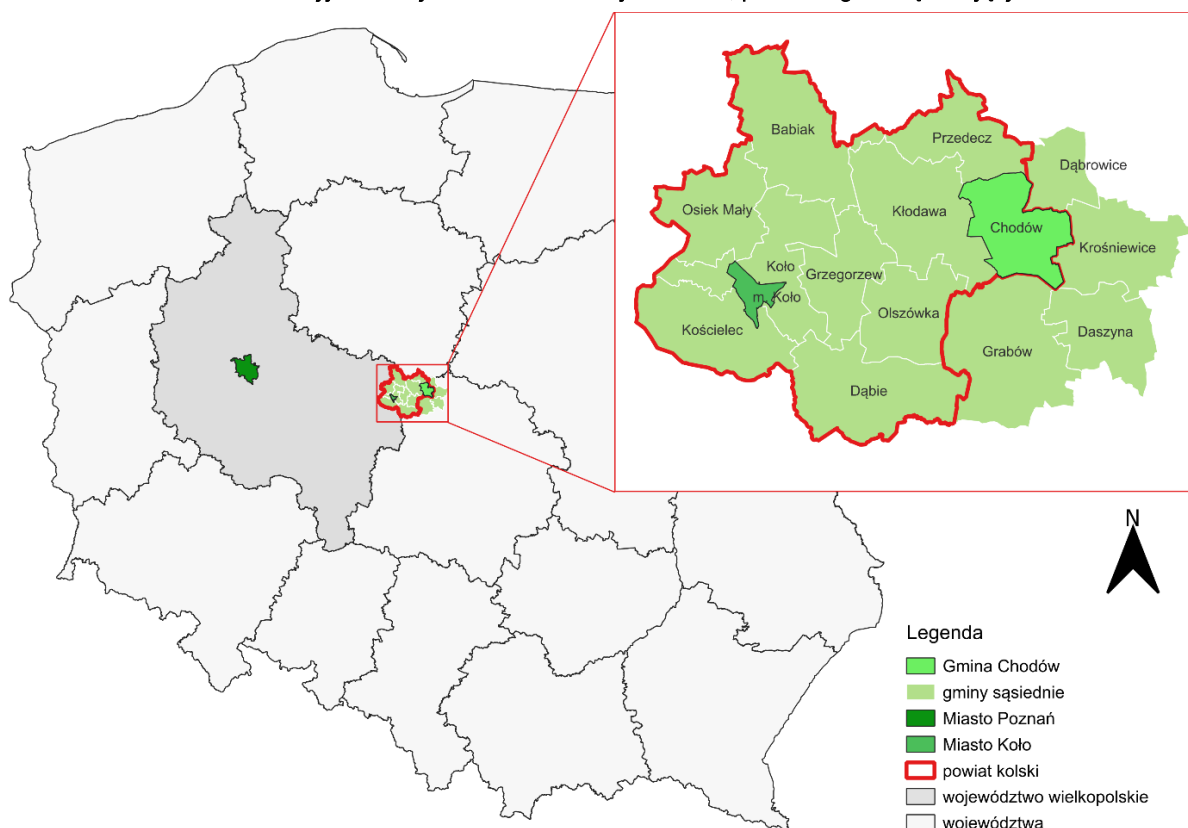 Babiak
Przedecz
Dąbrowice
Osiek Mały
Kłodawa
Chodów
Krośniewice
Koło
Grzegorzew
m. Koło
Olszówka
Kościelec
Daszyna
Grabów
Dąbie
N
Legenda
Gmina Chodów
gminy sąsiednie
Miasto Poznań
Miasto Koło
powiat kolski
województwo wielkopolskie
województwa